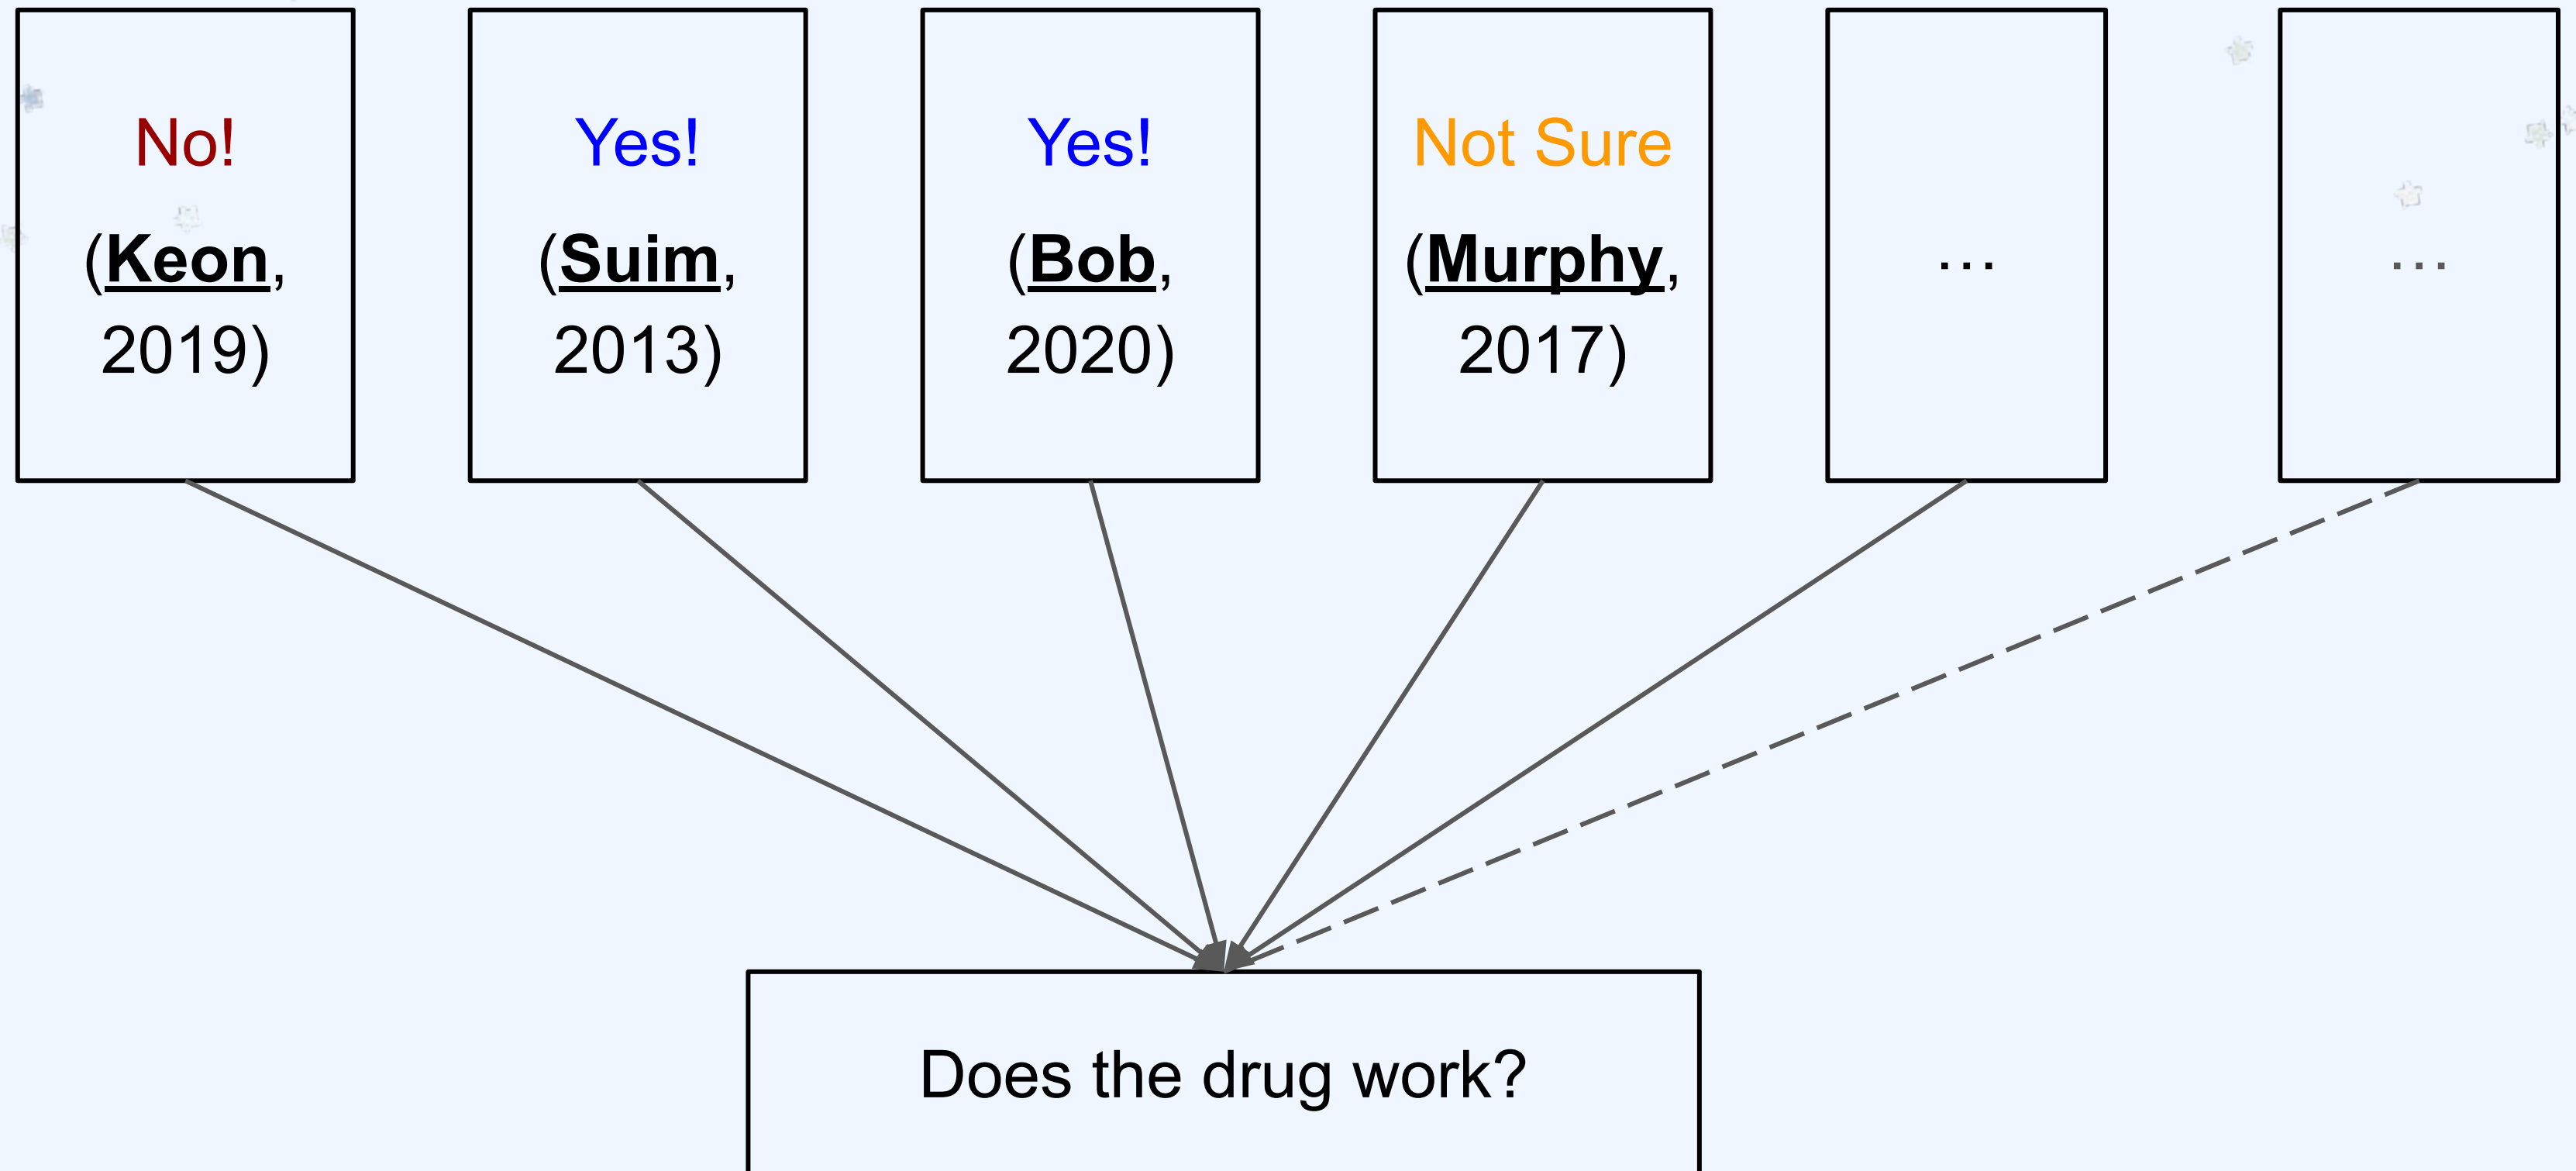 No!
(Keon,
2019)
Yes!
(Suim,
2013)
Yes!
(Bob,
2020)
Not Sure
(Murphy,
2017)
...
...
Does the drug work?